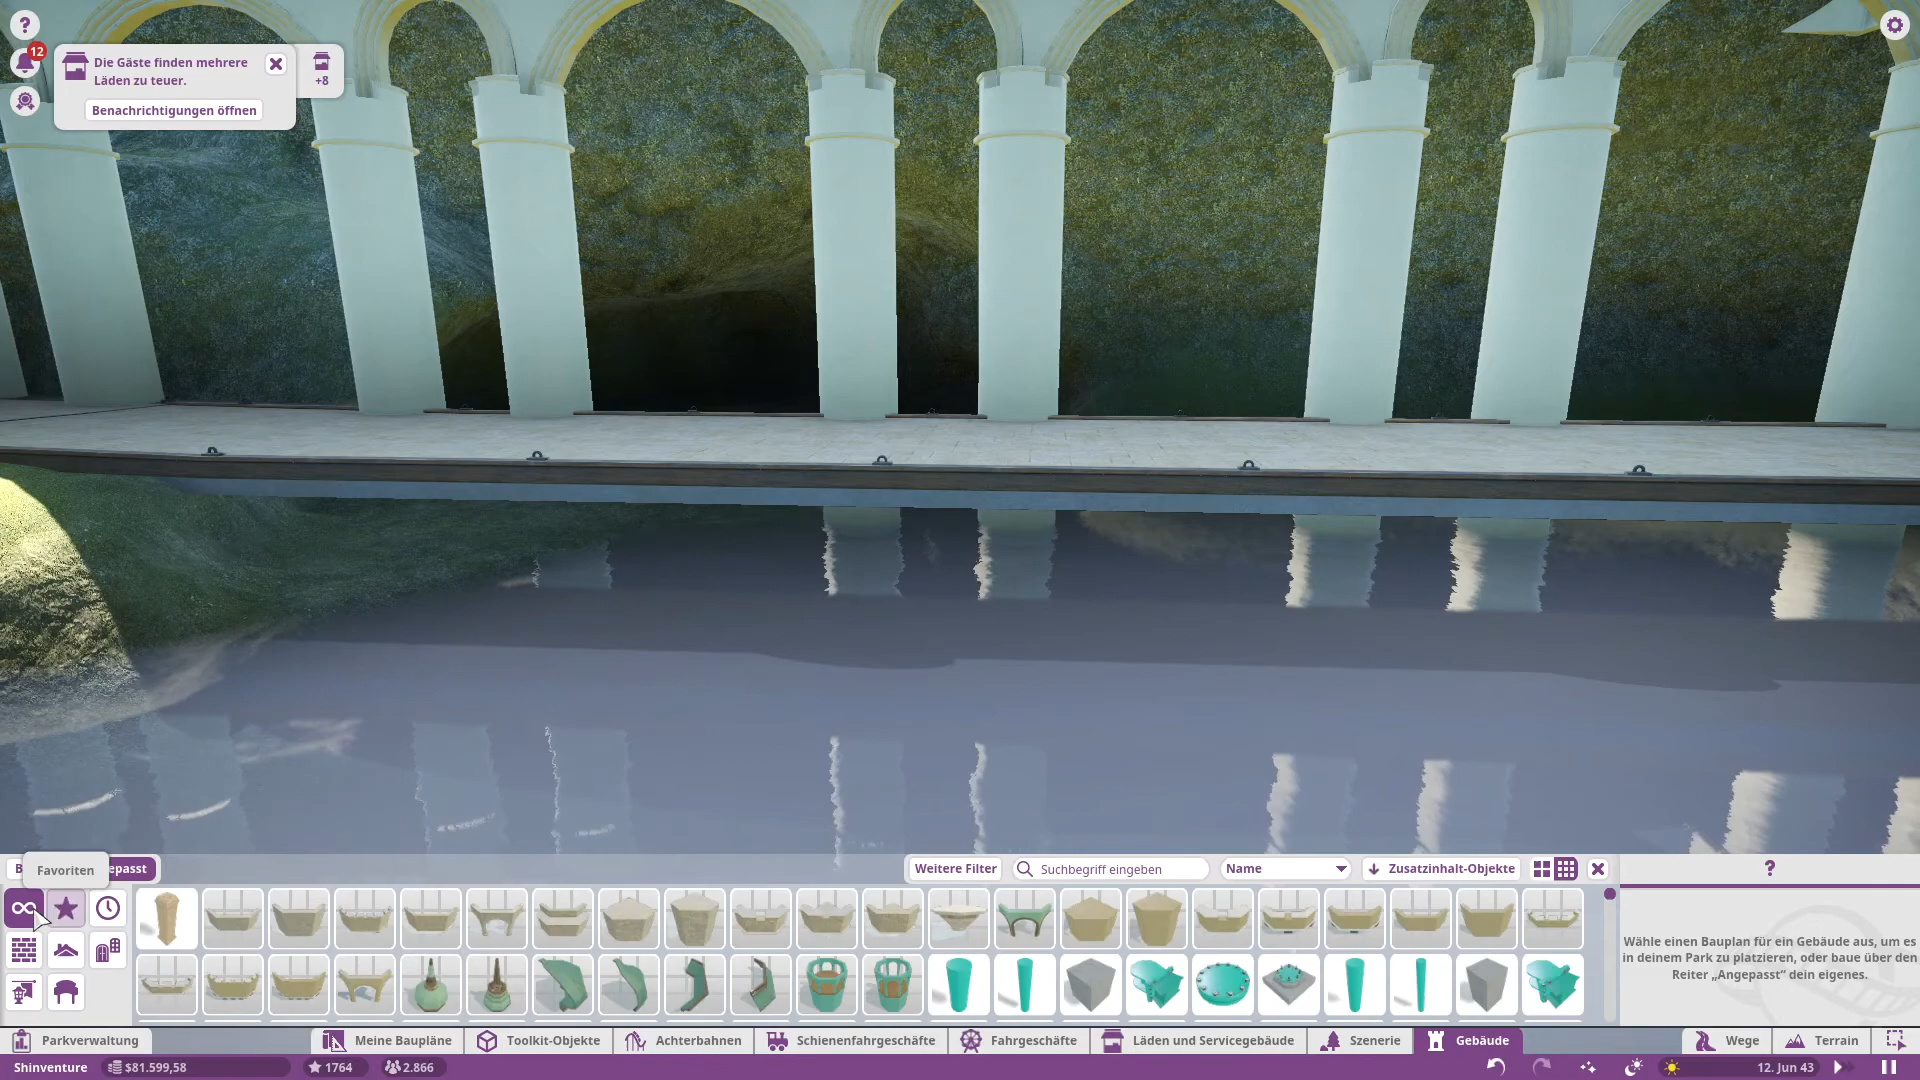 ?
12
Die Gäste finden mehrere
Läden zu teuer.
+8
Benachrichtigungen öffnen
Favoriten
B
epasst
Weitere Filter
Suchbegriff eingeben
Name
Zusatzinhalt-Objekte
?
Wähle einen Bauplan für ein Gebäude aus, um es
in deinem Park zu platzieren, oder baue über den
Reiter „Angepasst“ dein eigenes.
Parkverwaltung
Meine Baupläne
Toolkit-Objekte
Achterbahnen
Schienenfahrgeschäfte
Fahrgeschäfte
Läden und Servicegebäude
Szenerie
Gebäude
Wege
Terrain
Shinventure
$81.599,58
1764
2.866
12. Jun 43